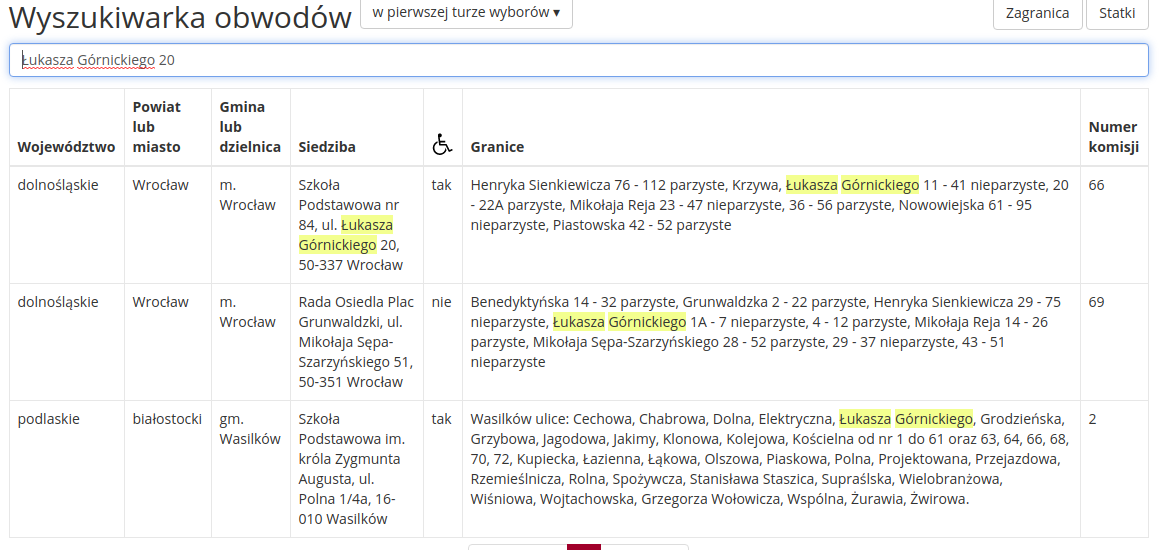 Wyszukiwarka obwodów
w pierwszej turze wyborów ▾
Zagranica
Statki
Łukasza Górnickiego 20
Województwo
Powiat
lub
miasto
Gmina
lub
dzielnica
Siedziba
Granice
Numer
komisji
dolnośląskie
Wrocław
m.
Wrocław
Szkoła
Podstawowa nr
84, ul. Łukasza
Górnickiego 20,
50-337 Wrocław
tak
Henryka Sienkiewicza 76 - 112 parzyste, Krzywa, Łukasza Górnickiego 11 - 41 nieparzyste, 20
- 22A parzyste, Mikołaja Reja 23 - 47 nieparzyste, 36 - 56 parzyste, Nowowiejska 61 - 95
nieparzyste, Piastowska 42 - 52 parzyste
66
dolnośląskie
Wrocław
m.
Wrocław
Rada Osiedla Plac
Grunwaldzki, ul.
Mikołaja Sępa-
Szarzyńskiego 51,
50-351 Wrocław
nie
Benedyktyńska 14 - 32 parzyste, Grunwaldzka 2 - 22 parzyste, Henryka Sienkiewicza 29 - 75
nieparzyste, Łukasza Górnickiego 1A - 7 nieparzyste, 4 - 12 parzyste, Mikołaja Reja 14 - 26
parzyste, Mikołaja Sępa-Szarzyńskiego 28 - 52 parzyste, 29 - 37 nieparzyste, 43 - 51
nieparzyste
69
podlaskie
białostocki
gm.
Wasilków
Szkoła
Podstawowa im.
króla Zygmunta
Augusta, ul.
Polna 1/4a, 16-
010 Wasilków
tak
Wasilków ulice: Cechowa, Chabrowa, Dolna, Elektryczna, Łukasza Górnickiego, Grodzieńska,
Grzybowa, Jagodowa, Jakimy, Klonowa, Kolejowa, Kościelna od nr 1 do 61 oraz 63, 64, 66, 68,
70, 72, Kupiecka, Łazienna, Łąkowa, Olszowa, Piaskowa, Polna, Projektowana, Przejazdowa,
Rzemieślnicza, Rolna, Spożywcza, Stanisława Staszica, Supraślska, Wielobranżowa,
Wiśniowa, Wojtachowska, Grzegorza Wołowicza, Wspólna, Żurawia, Żwirowa.
2